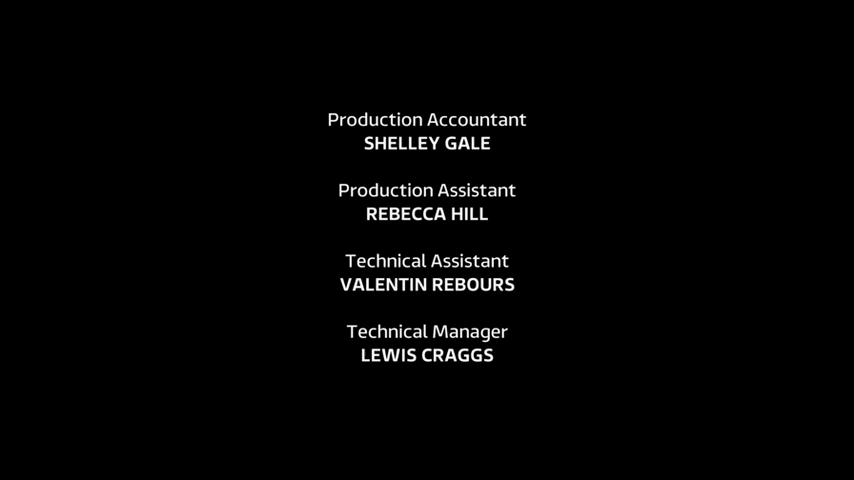 Production Accountant
SHELLEY GALE
Production Assistant
REBECCA HILL
Technical Assistant
VALENTIN REBOURS
Technical Manager
LEWIS CRAGGS